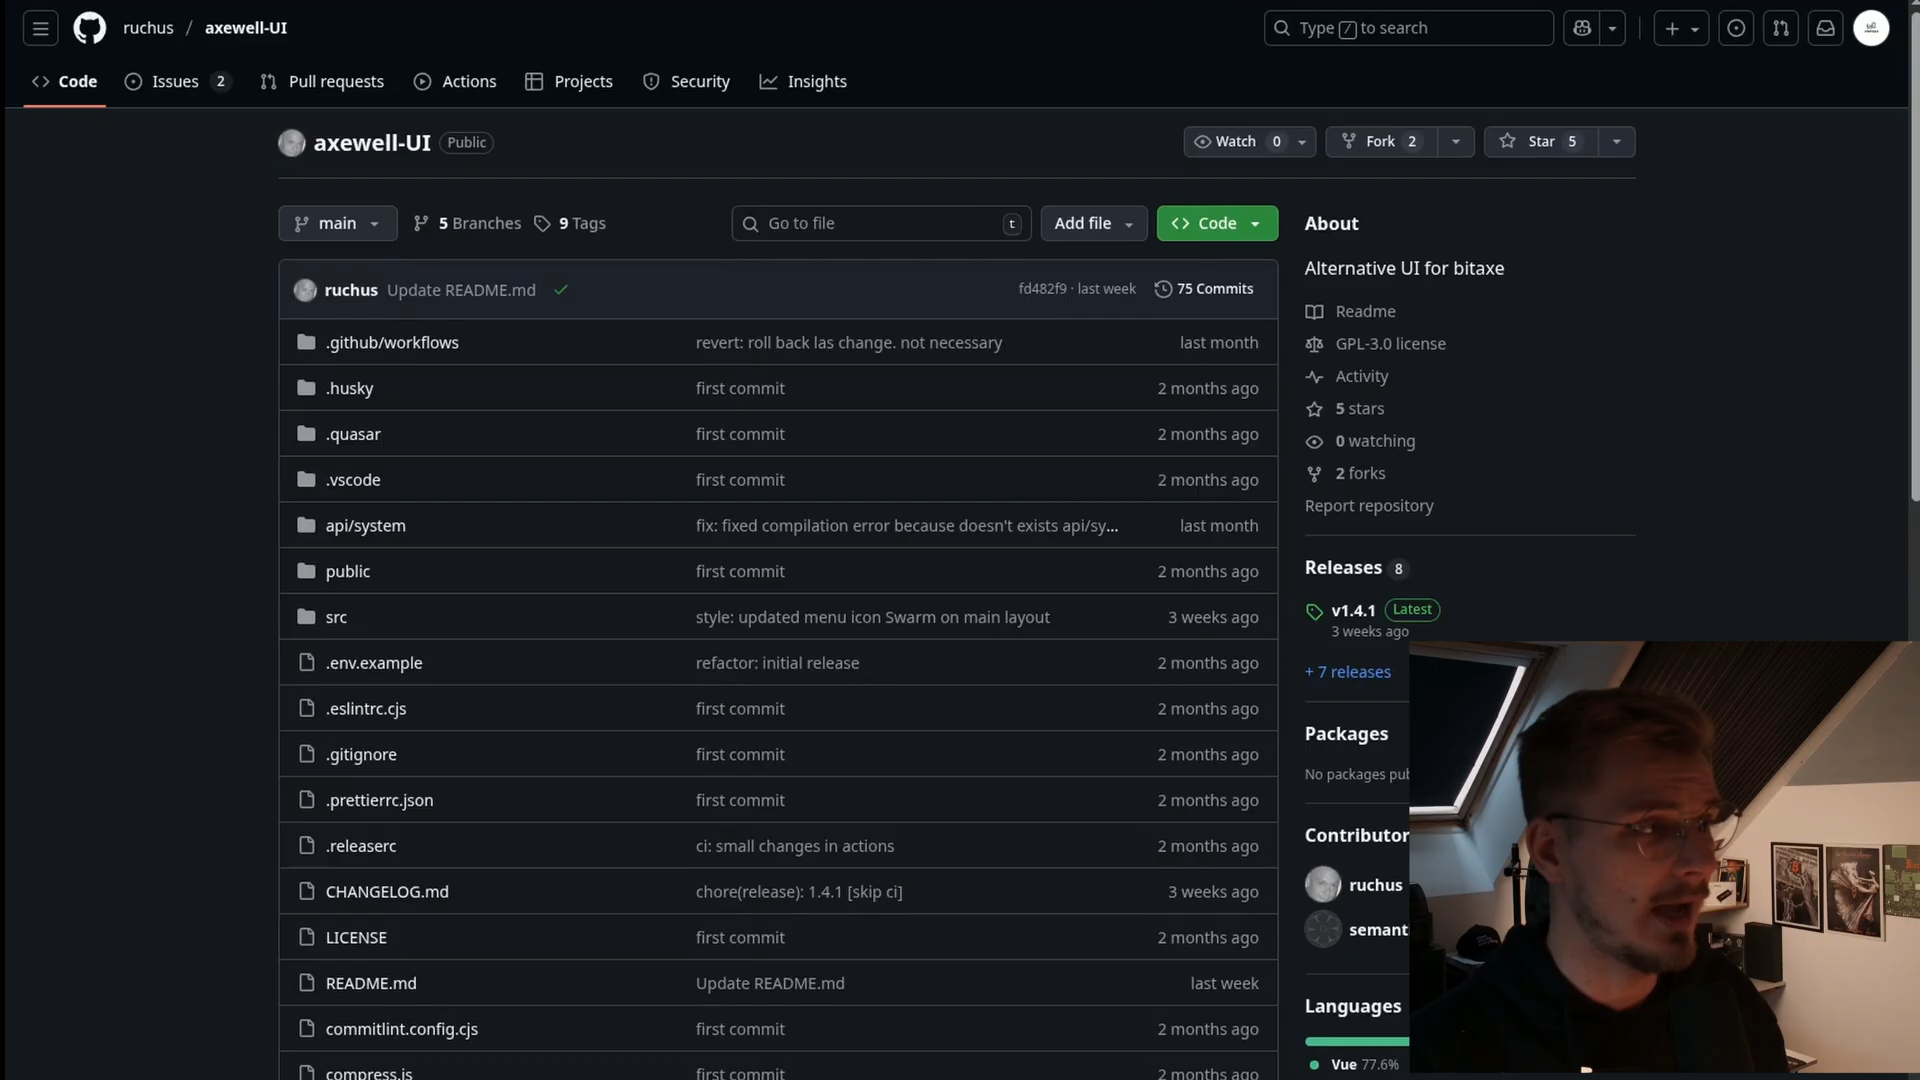 ruchus / axewell-UI
Type / to search
Code
Issues 2
Pull requests
Actions
Projects
Security
Insights
axewell-UI Public
Watch 0
Fork 2
Star 5
main
5 Branches
9 Tags
Go to file t
Add file
Code
ruchus Update README.md
fd482f9 · last week
75 Commits
.github/workflows revert: roll back las change. not necessary last month
.husky first commit 2 months ago
.quasar first commit 2 months ago
.vscode first commit 2 months ago
api/system fix: fixed compilation error because doesn't exists api/sy... last month
public first commit 2 months ago
src style: updated menu icon Swarm on main layout 3 weeks ago
.env.example refactor: initial release 2 months ago
.eslintrc.cjs first commit 2 months ago
.gitignore first commit 2 months ago
.prettierrc.json first commit 2 months ago
.releaserc ci: small changes in actions 2 months ago
CHANGELOG.md chore(release): 1.4.1 [skip ci] 3 weeks ago
LICENSE first commit 2 months ago
README.md Update README.md last week
commitlint.config.cjs first commit 2 months ago
compress.js first commit 2 months ago
About
Alternative UI for bitaxe
Readme
GPL-3.0 license
Activity
5 stars
0 watching
2 forks
Report repository
Releases 8
v1.4.1 Latest
3 weeks ago
+ 7 releases
Packages
No packages pub
Contributor
ruchus
semant
Languages
Vue 77.6%